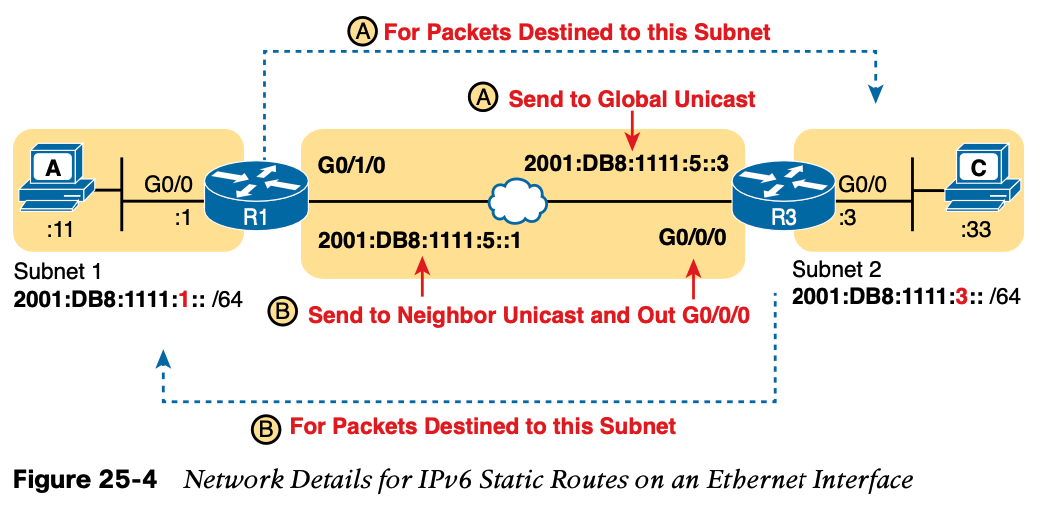 A For Packets Destined to this Subnet
A Send to Global Unicast
A
G0/0
:1
:11
R1
G0/1/0
2001:DB8:1111:5::3
2001:DB8:1111:5::1
G0/0/0
R3
G0/0
:3
C
:33
Subnet 1
2001:DB8:1111:1:: /64
Subnet 2
2001:DB8:1111:3:: /64
B Send to Neighbor Unicast and Out G0/0/0
B For Packets Destined to this Subnet
Figure 25-4 Network Details for IPv6 Static Routes on an Ethernet Interface